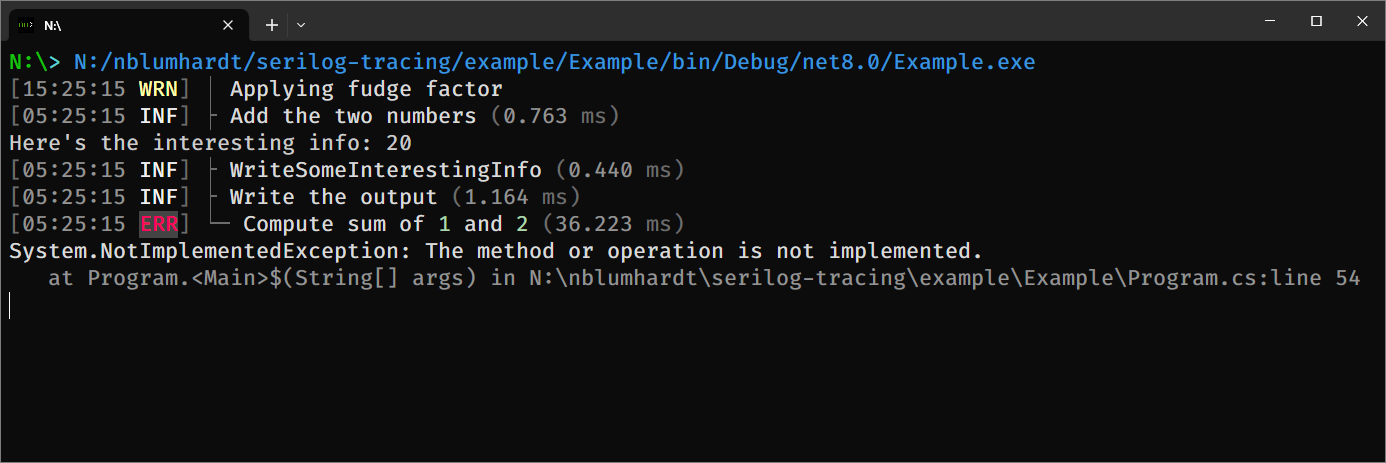 N:\
N:\> N:/nblumhardt/serilog-tracing/example/Example/bin/Debug/net8.0/Example.exe
[15:25:15 WRN] │ Applying fudge factor
[05:25:15 INF] ├ Add the two numbers (0.763 ms)
Here's the interesting info: 20
[05:25:15 INF] ├ WriteSomeInterestingInfo (0.440 ms)
[05:25:15 INF] ├ Write the output (1.164 ms)
[05:25:15 ERR] └─ Compute sum of 1 and 2 (36.223 ms)
System.NotImplementedException: The method or operation is not implemented.
   at Program.<Main>$(String[] args) in N:\nblumhardt\serilog-tracing\example\Example\Program.cs:line 54